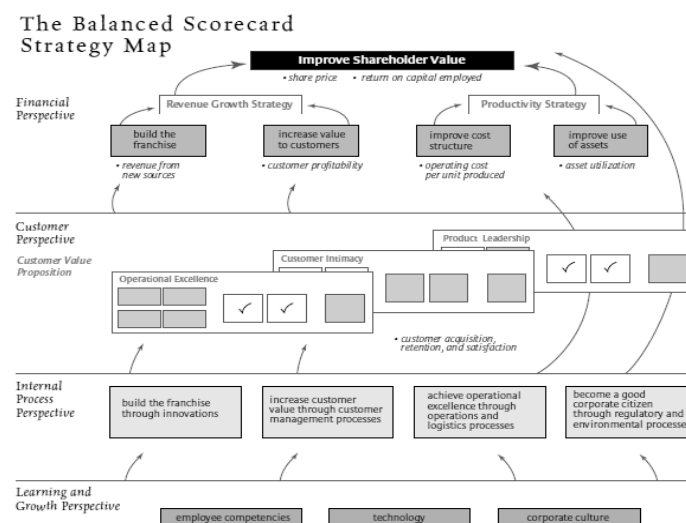 The Balanced Scorecard
Strategy Map
Improve Shareholder Value
• share price • return on capital employed
Financial
Perspective
Revenue Growth Strategy
Productivity Strategy
build the
franchise
increase value
to customers
improve cost
structure
improve use
of assets
• revenue from
new sources
• customer profitability
• operating cost
per unit produced
• asset utilization
Customer
Perspective
Customer Value
Proposition
Product Leadership
Customer Intimacy
Operational Excellence
• customer acquisition,
retention, and satisfaction
Internal
Process
Perspective
build the franchise
through innovations
increase customer
value through customer
management processes
achieve operational
excellence through
operations and
logistics processes
become a good
corporate citizen
through regulatory and
environmental processe
Learning and
Growth Perspective
employee competencies
technology
corporate culture